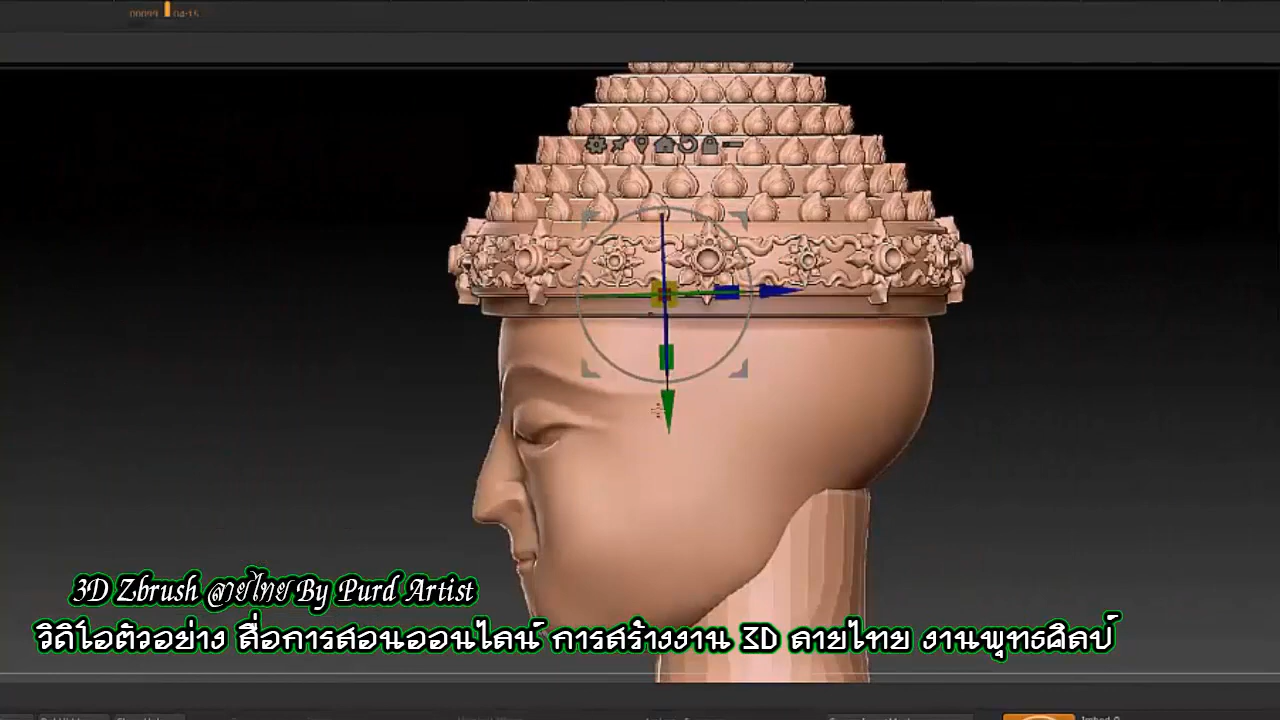 3D Zbrush ลายไทย By Purd Artist
วิดิโอตัวอย่าง สื่อการสอนออนไลน์ การสร้างงาน 3D ลายไทย งานพุทธศิลป์